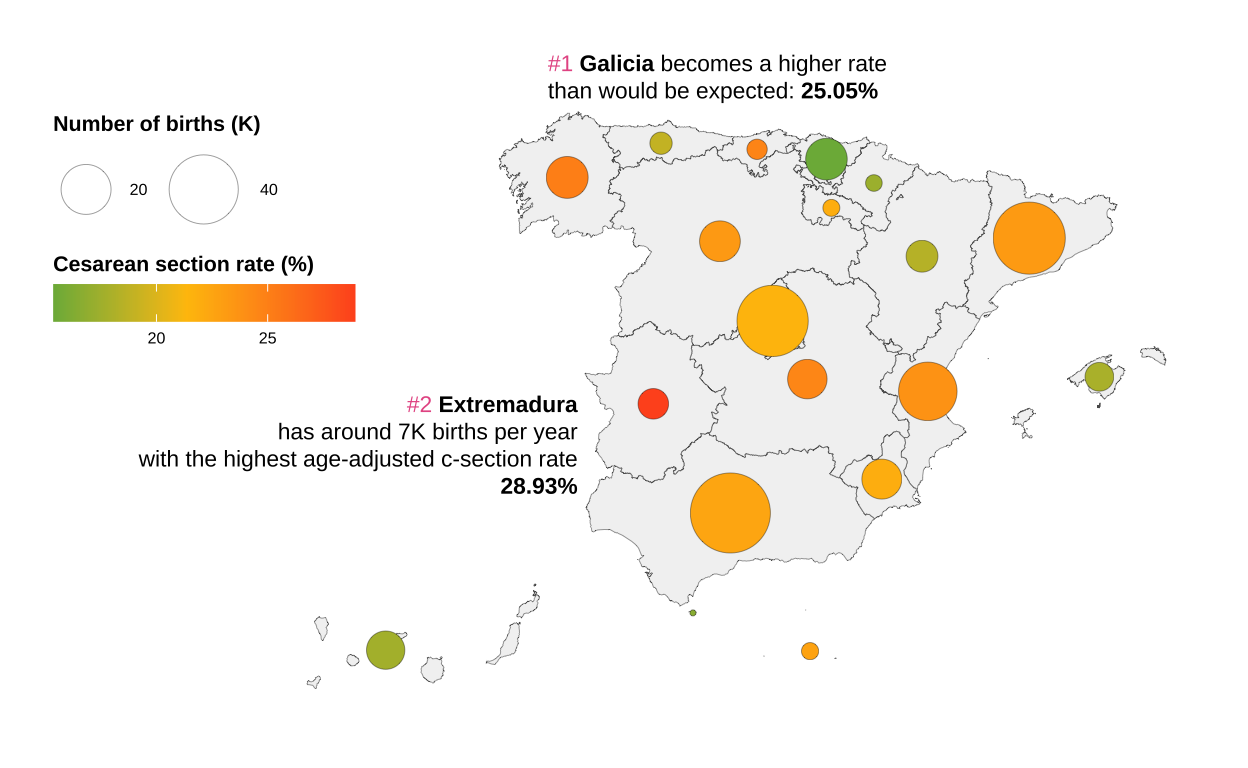 #1 Galicia becomes a higher rate
than would be expected: 25.05%
Number of births (K)
20
40
Cesarean section rate (%)
20
25
#2 Extremadura
has around 7K births per year
with the highest age-adjusted c-section rate
28.93%